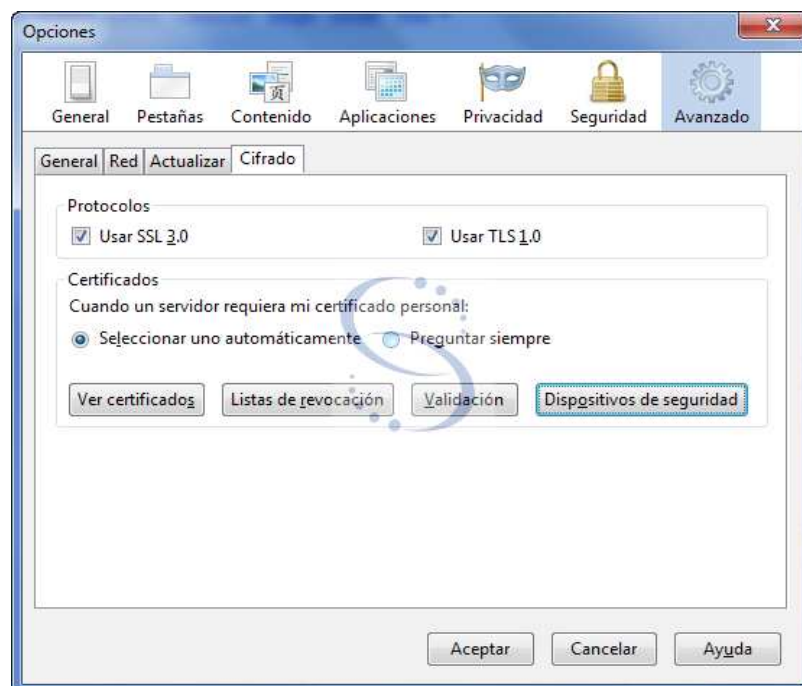 Opciones
General Pestañas Contenido Aplicaciones Privacidad Seguridad Avanzado
General Red Actualizar Cifrado
Protocolos
Usar SSL 3.0 Usar TLS 1.0
Certificados
Cuando un servidor requiera mi certificado personal:
Seleccionar uno automáticamente Preguntar siempre
Ver certificados Listas de revocación Validación Dispositivos de seguridad
Aceptar Cancelar Ayuda